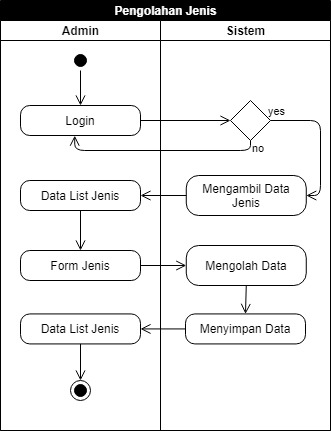 Pengolahan Jenis
Admin
Sistem
Login
yes
no
Data List Jenis
Mengambil Data
Jenis
Form Jenis
Mengolah Data
Data List Jenis
Menyimpan Data